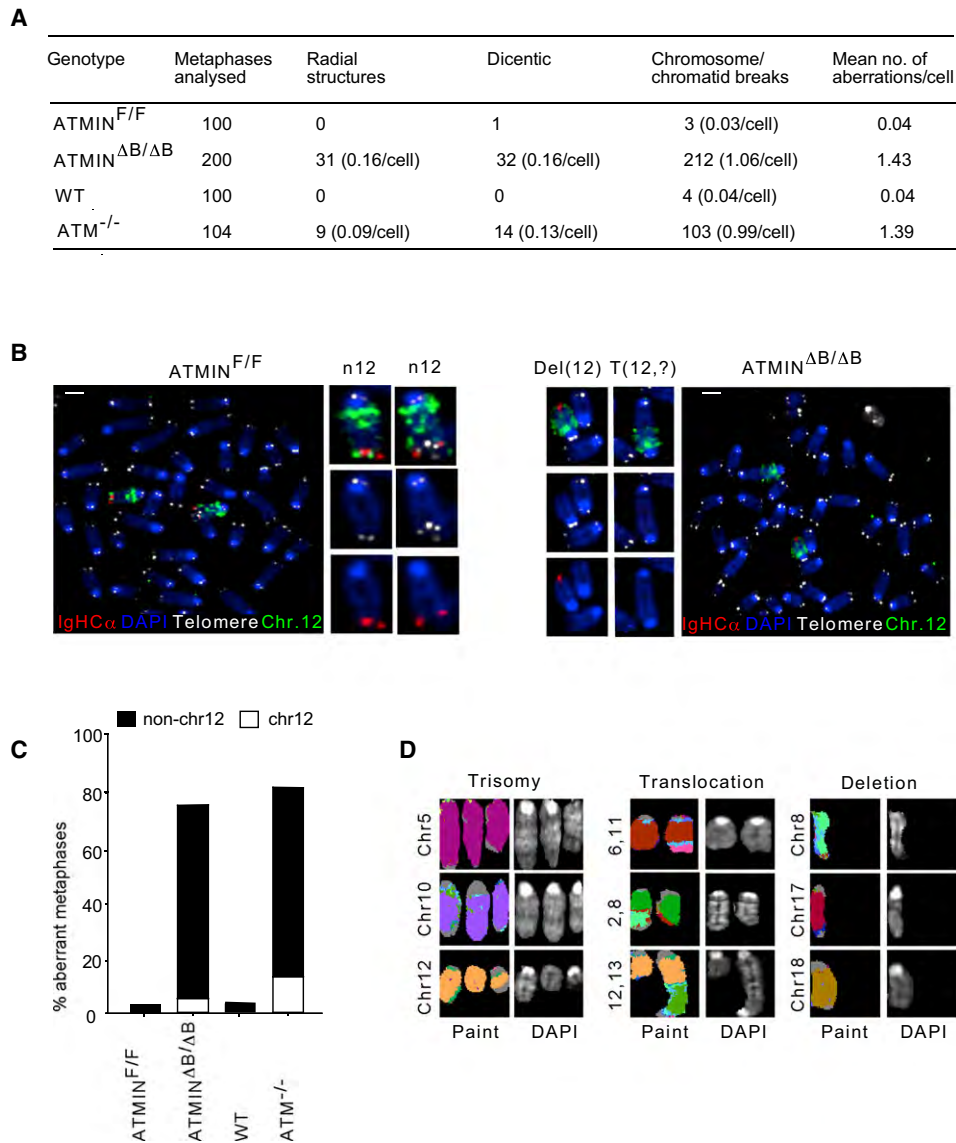 A
Genotype Metaphases analysed Radial structures Dicentic Chromosome/ chromatid breaks Mean no. of aberrations/cell
ATMIN F/F 100 0 1 3 (0.03/cell) 0.04
ATMIN ΔB/ΔB 200 31 (0.16/cell) 32 (0.16/cell) 212 (1.06/cell) 1.43
WT 100 0 0 4 (0.04/cell) 0.04
ATM -/- 104 9 (0.09/cell) 14 (0.13/cell) 103 (0.99/cell) 1.39
B
ATMIN F/F n12 n12 Del(12) T(12,?) ATMIN ΔB/ΔB
IgHCα DAPI Telomere Chr.12
IgHCα DAPI Telomere Chr.12
C
non-chr12 chr12
% aberrant metaphases
100
80
60
40
20
0
ATMIN F/F
ATMIN ΔB/ΔB
WT
ATM -/-
D
Trisomy Translocation Deletion
Chr5 6,11 Chr8
Chr10 2,8 Chr17
Chr12 12,13 Chr18
Paint DAPI Paint DAPI Paint DAPI